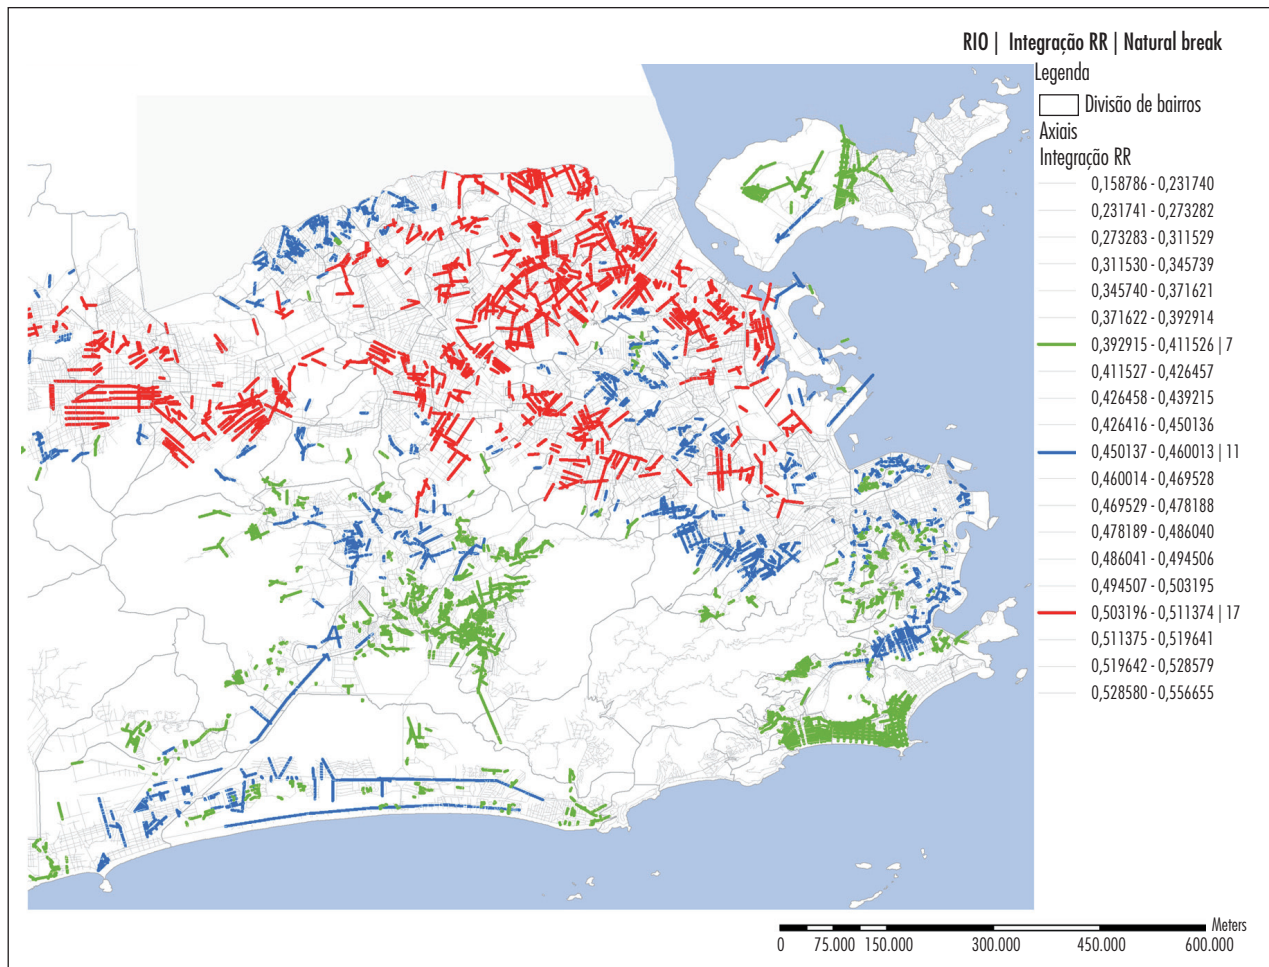 RIO | Integração RR | Natural break
Legenda
Divisão de bairros
Axiais
Integração RR
0,158786 - 0,231740
0,231741 - 0,273282
0,273283 - 0,311529
0,311530 - 0,345739
0,345740 - 0,371621
0,371622 - 0,392914
0,392915 - 0,411526 | 7
0,411527 - 0,426457
0,426458 - 0,439215
0,426416 - 0,450136
0,450137 - 0,460013 | 11
0,460014 - 0,469528
0,469529 - 0,478188
0,478189 - 0,486040
0,486041 - 0,494506
0,494507 - 0,503195
0,503196 - 0,511374 | 17
0,511375 - 0,519641
0,519642 - 0,528579
0,528580 - 0,556655
Meters
0 75.000 150.000 300.000 450.000 600.000